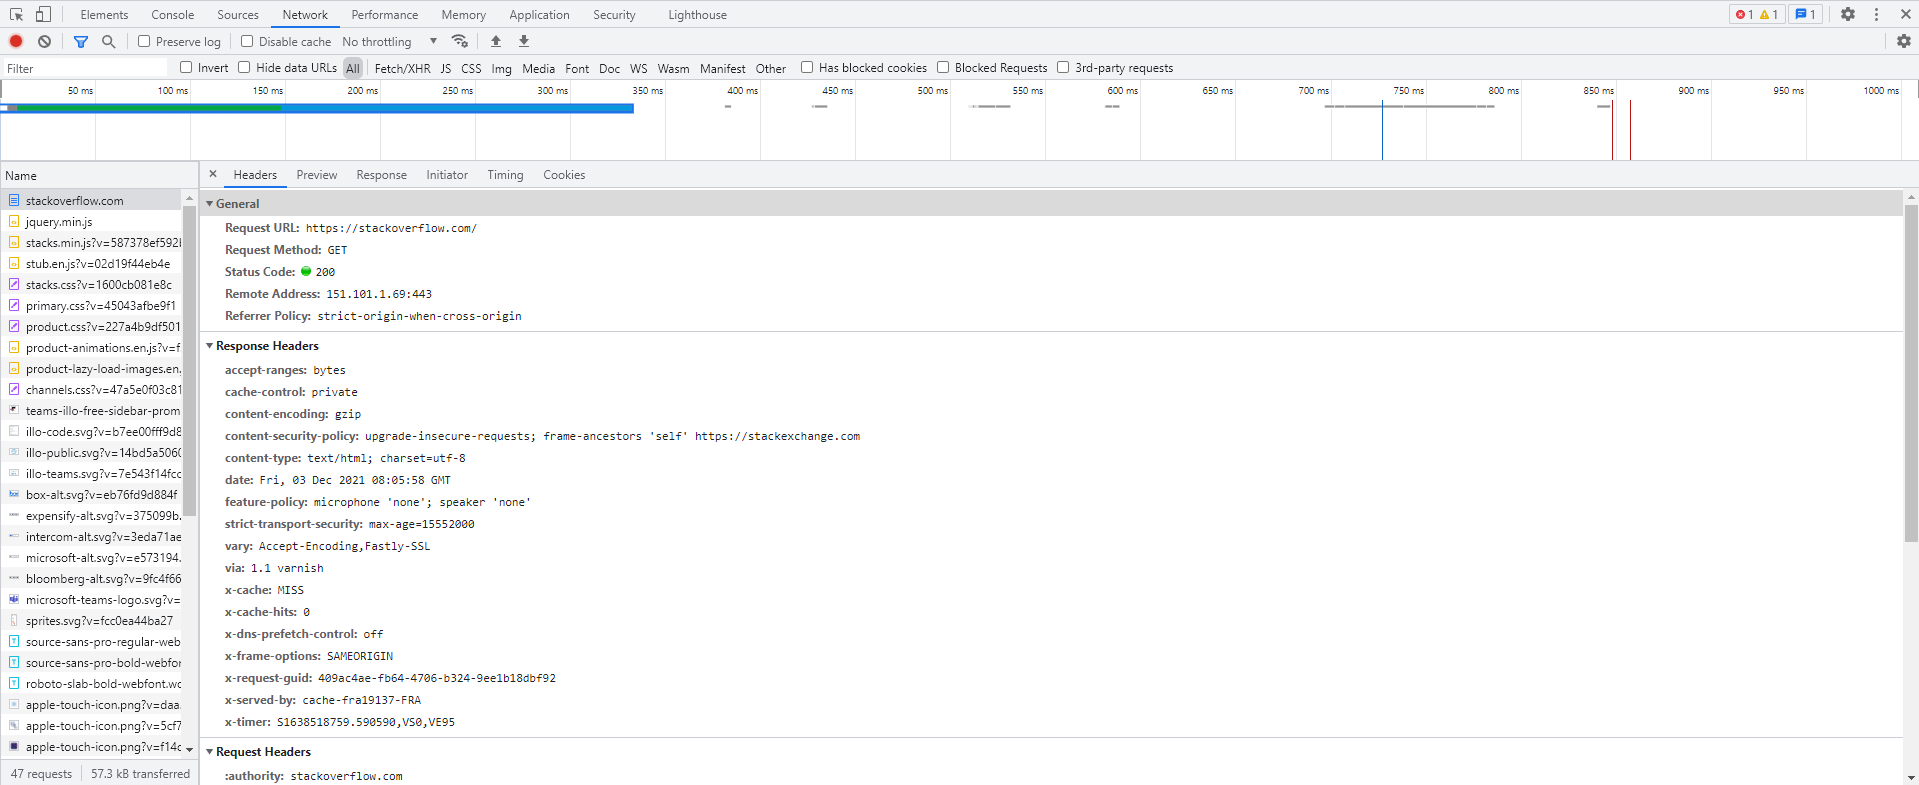 Elements Console Sources Network Performance Memory Application Security Lighthouse 1 1 1
Preserve log Disable cache No throttling
Filter Invert Hide data URLs All Fetch/XHR JS CSS Img Media Font Doc WS Wasm Manifest Other Has blocked cookies Blocked Requests 3rd-party requests
50 ms 100 ms 150 ms 200 ms 250 ms 300 ms 350 ms 400 ms 450 ms 500 ms 550 ms 600 ms 650 ms 700 ms 750 ms 800 ms 850 ms 900 ms 950 ms 1000 ms
Name
stackoverflow.com
jquery.min.js
stacks.min.js?v=587378ef592b
stub.en.js?v=02d19f44eb4e
stacks.css?v=1600cb081e8c
primary.css?v=45043afbe9f1
product.css?v=227a4b9df501
product-animations.en.js?v=f
product-lazy-load-images.en.
channels.css?v=47a5e0f03c81
teams-illo-free-sidebar-prom
illo-code.svg?v=b7ee00fff9d8
illo-public.svg?v=14bd5a5060
illo-teams.svg?v=7e543f14fcc
box-alt.svg?v=eb76fd9d884f
expensify-alt.svg?v=375099b.
intercom-alt.svg?v=3eda71ae
microsoft-alt.svg?v=e573194.
bloomberg-alt.svg?v=9fc4f66
microsoft-teams-logo.svg?v=
sprites.svg?v=fcc0ea44ba27
source-sans-pro-regular-web
source-sans-pro-bold-webfor
roboto-slab-bold-webfont.wc
apple-touch-icon.png?v=daa.
apple-touch-icon.png?v=5cf7
apple-touch-icon.png?v=f14c
47 requests 57.3 kB transferred
Headers Preview Response Initiator Timing Cookies
General
Request URL: https://stackoverflow.com/
Request Method: GET
Status Code: 200
Remote Address: 151.101.1.69:443
Referrer Policy: strict-origin-when-cross-origin
Response Headers
accept-ranges: bytes
cache-control: private
content-encoding: gzip
content-security-policy: upgrade-insecure-requests; frame-ancestors 'self' https://stackexchange.com
content-type: text/html; charset=utf-8
date: Fri, 03 Dec 2021 08:05:58 GMT
feature-policy: microphone 'none'; speaker 'none'
strict-transport-security: max-age=15552000
vary: Accept-Encoding,Fastly-SSL
via: 1.1 varnish
x-cache: MISS
x-cache-hits: 0
x-dns-prefetch-control: off
x-frame-options: SAMEORIGIN
x-request-guid: 409ac4ae-fb64-4706-b324-9ee1b18dbf92
x-served-by: cache-fra19137-FRA
x-timer: S1638518759.590590,VS0,VE95
Request Headers
:authority: stackoverflow.com